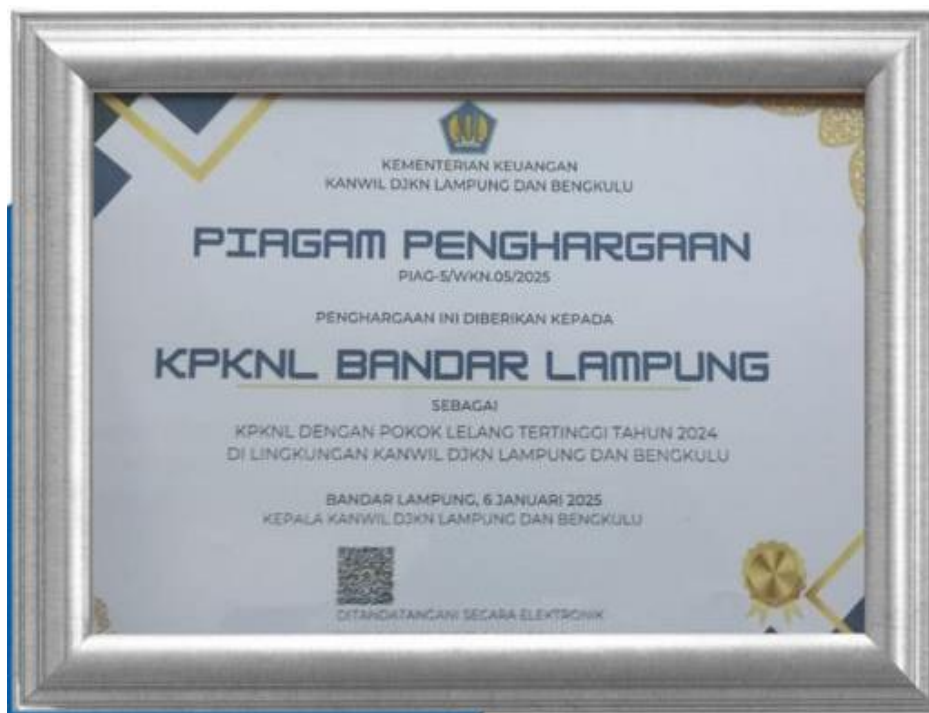 KEMENTERIAN KEUANGAN
KANWIL DJKN LAMPUNG DAN BENGKULU
PIAGAM PENGHARGAAN
PIAG-5/WKN.05/2025
PENGHARGAAN INI DIBERIKAN KEPADA
KPKNL BANDAR LAMPUNG
SEBAGAI
KPKNL DENGAN POKOK LELANG TERTINGGI TAHUN 2024
DI LINGKUNGAN KANWIL DJKN LAMPUNG DAN BENGKULU
BANDAR LAMPUNG, 6 JANUARI 2025
KEPALA KANWIL DJKN LAMPUNG DAN BENGKULU
DITANDATANGANI SECARA ELEKTRONIK